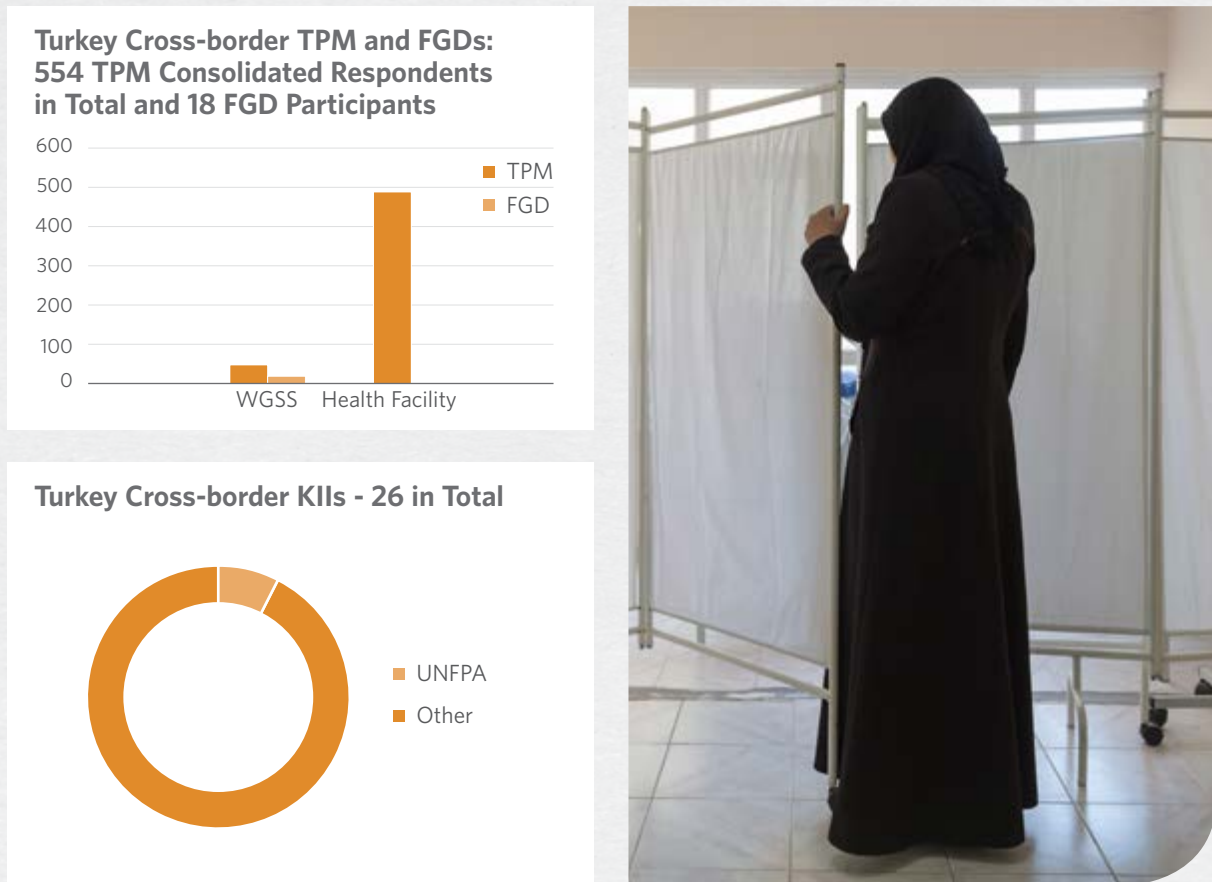 Turkey Cross-border TPM and FGDs:
554 TPM Consolidated Respondents
in Total and 18 FGD Participants
600
500
400
300
200
100
0
TPM
FGD
WGSS
Health Facility
Turkey Cross-border KIIs - 26 in Total
UNFPA
Other